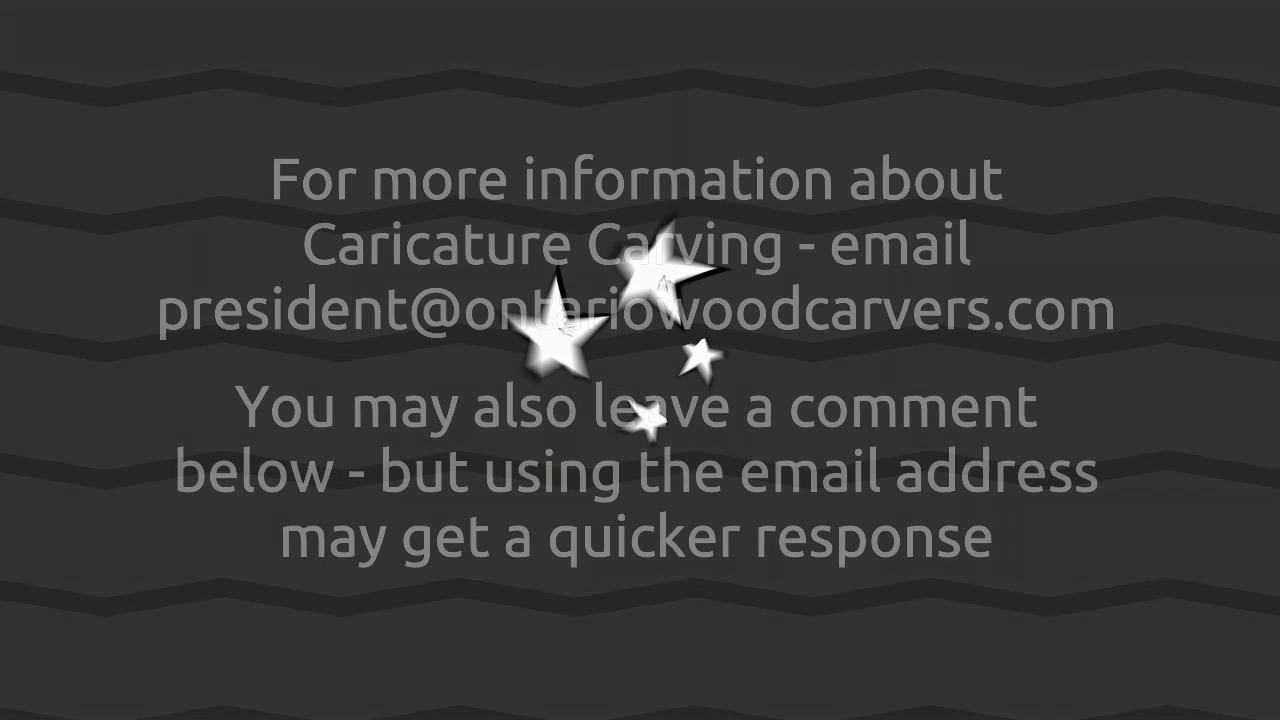 For more information about
Caricature Carving - email
president@ontariowoodcarvers.com
You may also leave a comment
below - but using the email address
may get a quicker response